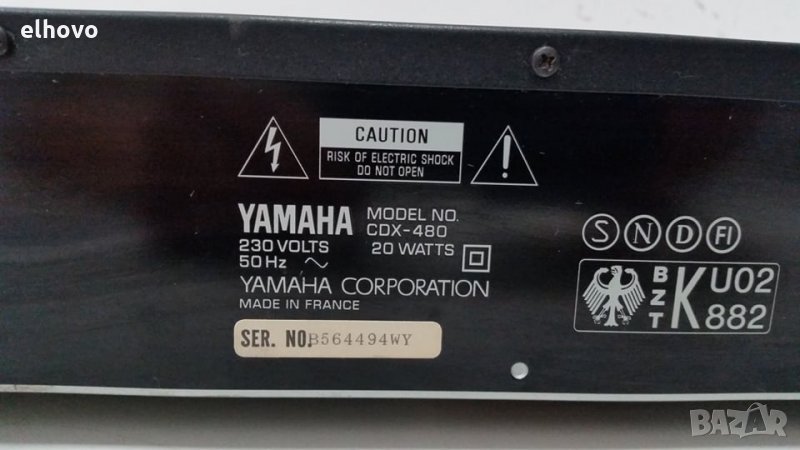 elhovo
CAUTION
RISK OF ELECTRIC SHOCK
DO NOT OPEN
YAMAHA MODEL NO.
CDX-480
230 VOLTS 20 WATTS
50 Hz ~
YAMAHA CORPORATION
MADE IN FRANCE
SER. NO. B564494WY
S N D FI
BZT K U02
882
BAZAR